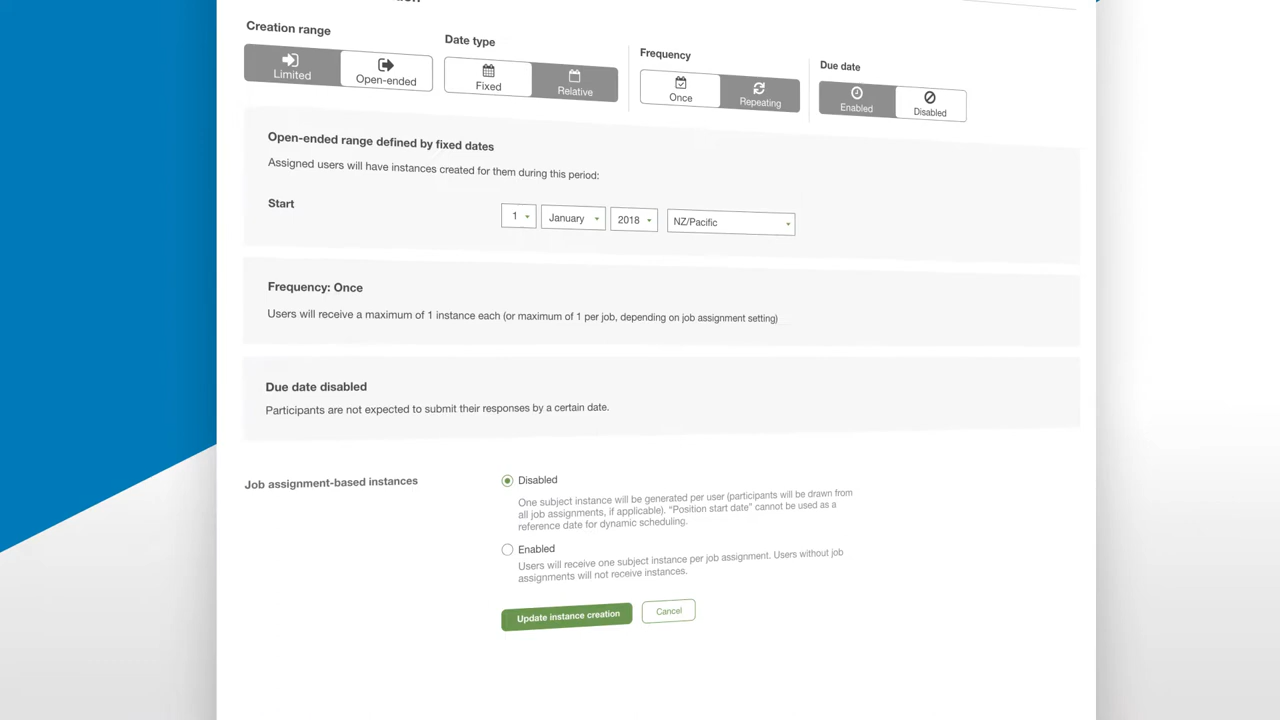 Creation range
Date type
Frequency
Due date
Limited
Open-ended
Fixed
Relative
Once
Repeating
Enabled
Disabled
Open-ended range defined by fixed dates
Assigned users will have instances created for them during this period:
Start
1
January
2018
NZ/Pacific
Frequency: Once
Users will receive a maximum of 1 instance each (or maximum of 1 per job, depending on job assignment setting)
Due date disabled
Participants are not expected to submit their responses by a certain date.
Job assignment-based instances
Disabled
One subject instance will be generated per user (participants will be drawn from
all job assignments, if applicable). “Position start date” cannot be used as a
reference date for dynamic scheduling.
Enabled
Users will receive one subject instance per job assignment. Users without job
assignments will not receive instances.
Update instance creation
Cancel